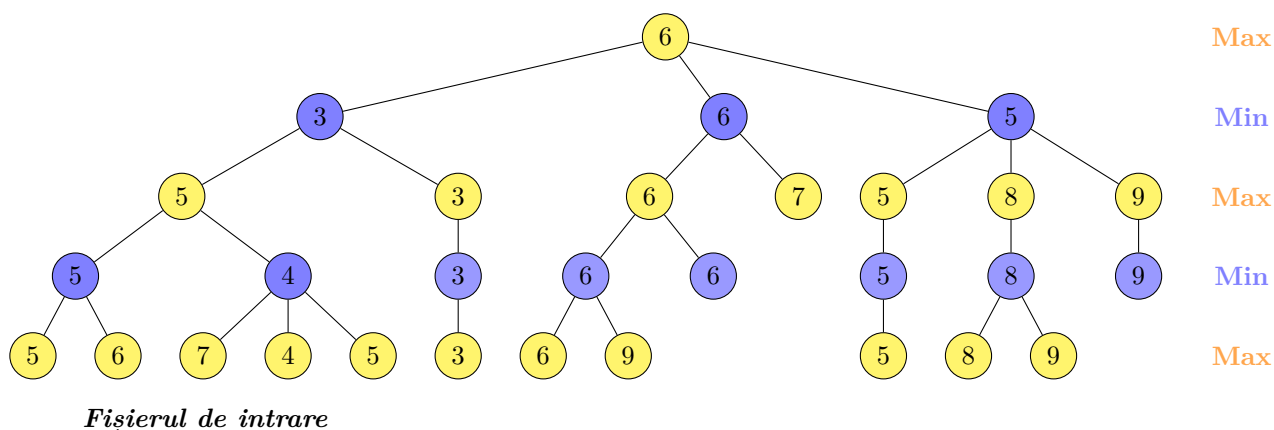 6 Max
3 6 5 Min
5 3 6 7 5 8 9 Max
5 4 3 6 6 5 8 9 Min
5 6 7 4 5 3 6 9 5 8 9 Max
Fișierul de intrare